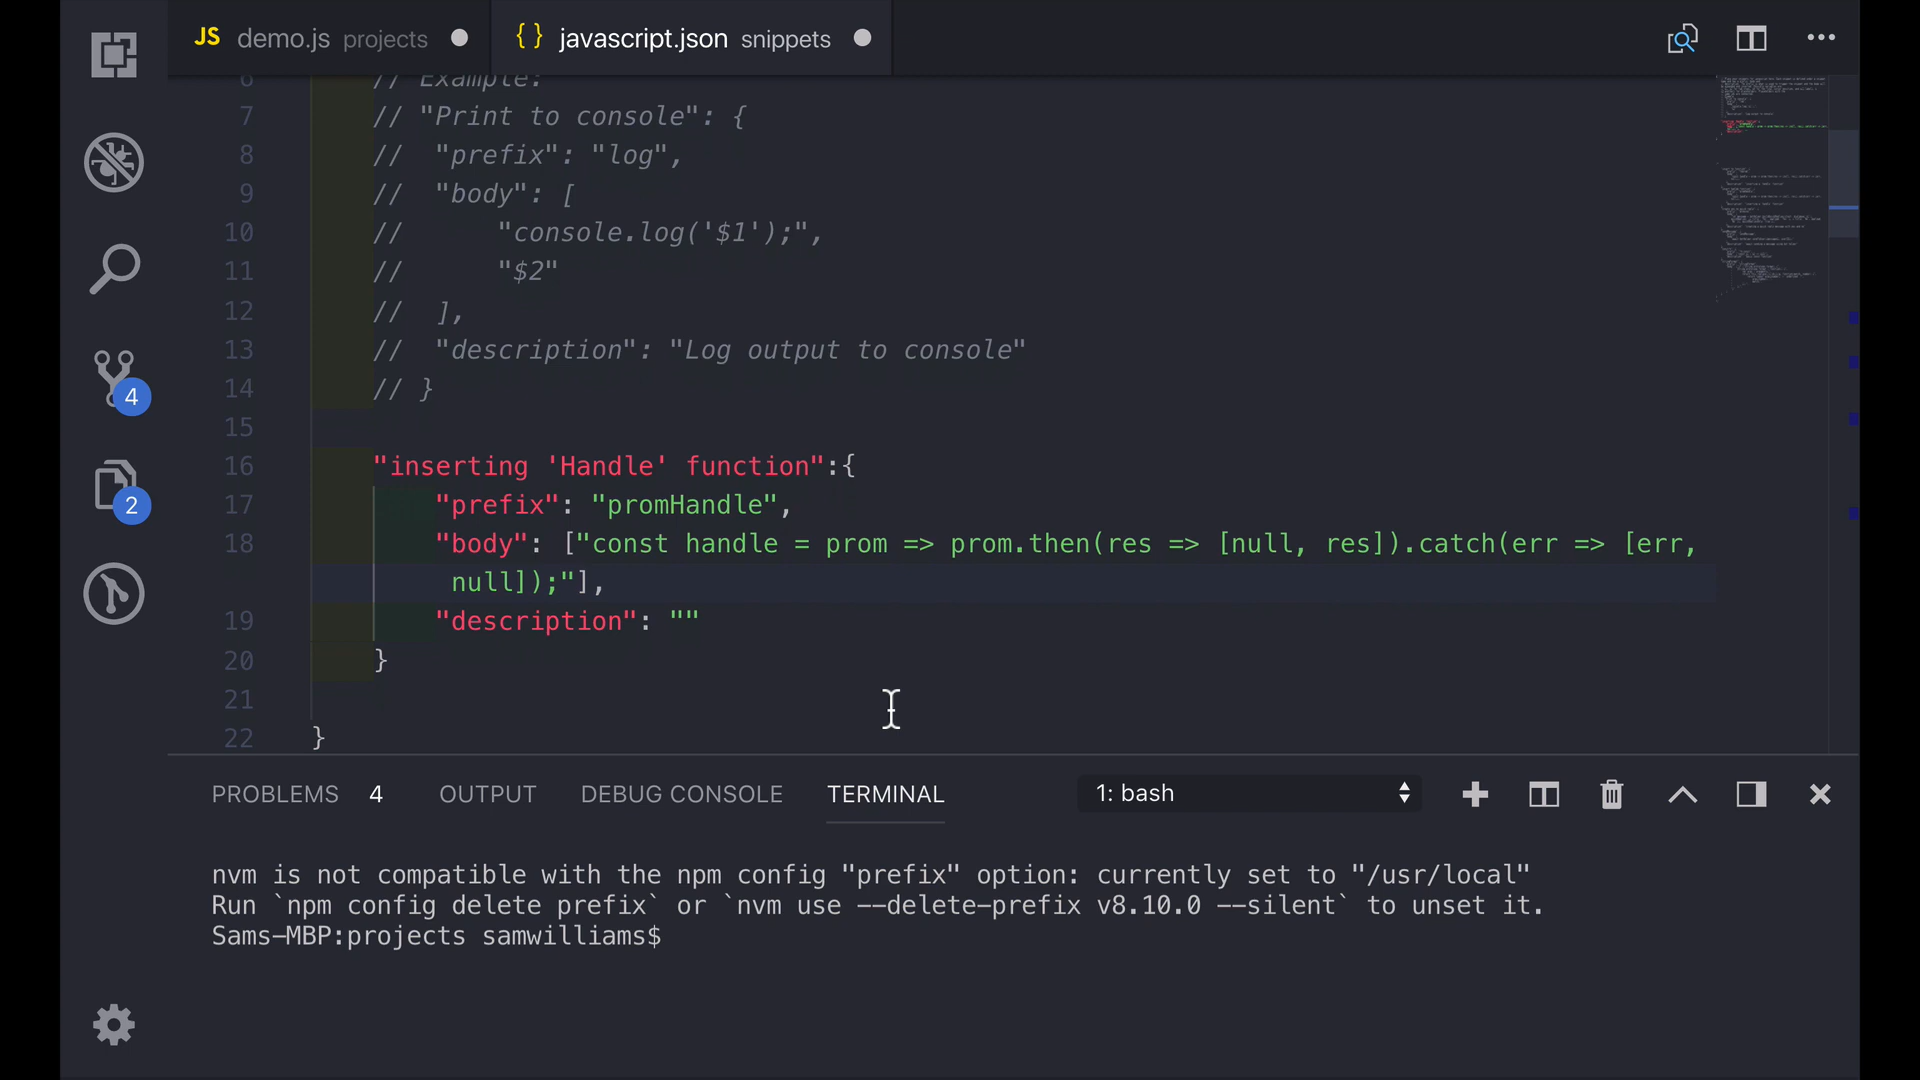 JS demo.js projects
{ } javascript.json snippets
6 // Example:
7 // "Print to console": {
8 //  "prefix": "log",
9 //  "body": [
10 //      "console.log('$1');",
11 //      "$2"
12 //  ],
13 //  "description": "Log output to console"
14 // }
15
16 "inserting 'Handle' function":{
17 "prefix": "promHandle",
18 "body": ["const handle = prom => prom.then(res => [null, res]).catch(err => [err,
null]);"],
19 "description": ""
20 }
21
22 }
4
2
PROBLEMS 4 OUTPUT DEBUG CONSOLE TERMINAL 1: bash
nvm is not compatible with the npm config "prefix" option: currently set to "/usr/local"
Run `npm config delete prefix` or `nvm use --delete-prefix v8.10.0 --silent` to unset it.
Sams-MBP:projects samwilliams$